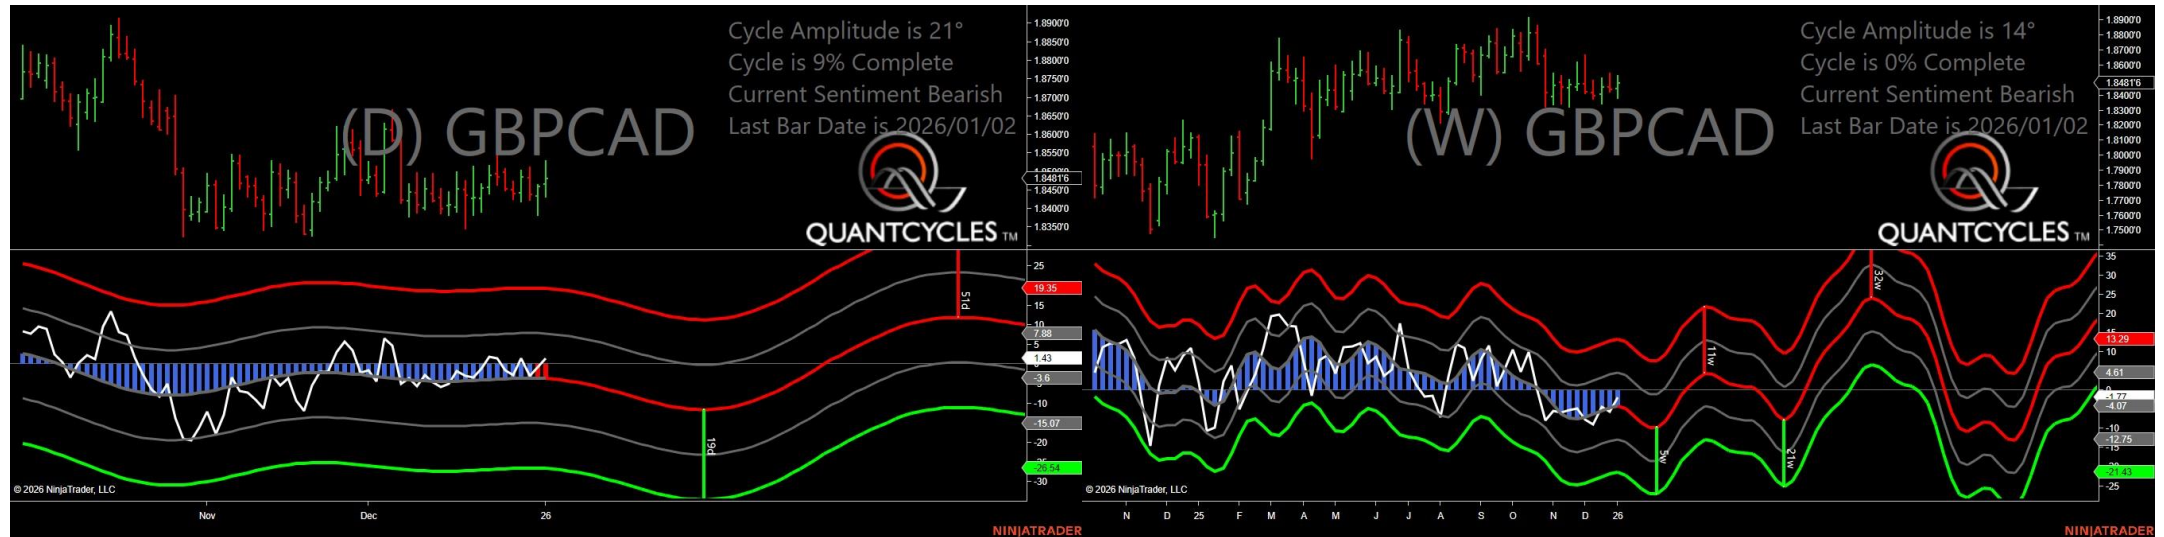 Cycle Amplitude is 21°
Cycle is 9% Complete
Current Sentiment Bearish
Last Bar Date is 2026/01/02
(D) GBPCAD
QUANTCYCLES TM
1.8900'0
1.8850'0
1.8800'0
1.8750'0
1.8700'0
1.8650'0
1.8600'0
1.8550'0
1.8481'6
1.8450'0
1.8400'0
1.8350'0
25
19.35
15
10
7.88
5
1.43
-3.6
-10
-15.07
-20
-26.54
-30
51d
19d
© 2026 NinjaTrader, LLC
Nov
Dec
26
NINJATRADER
Cycle Amplitude is 14°
Cycle is 0% Complete
Current Sentiment Bearish
Last Bar Date is 2026/01/02
(W) GBPCAD
QUANTCYCLES TM
1.8900'0
1.8800'0
1.8700'0
1.8600'0
1.8481'6
1.8400'0
1.8300'0
1.8200'0
1.8100'0
1.8000'0
1.7900'0
1.7800'0
1.7700'0
1.7600'0
1.7500'0
35
30
25
20
13.29
10
4.61
0
-1.77
-4.07
-10
-12.75
-21.43
-25
5w
11w
21w
32w
© 2026 NinjaTrader, LLC
N
D
25
F
M
A
M
J
J
A
S
O
N
D
26
NINJATRADER